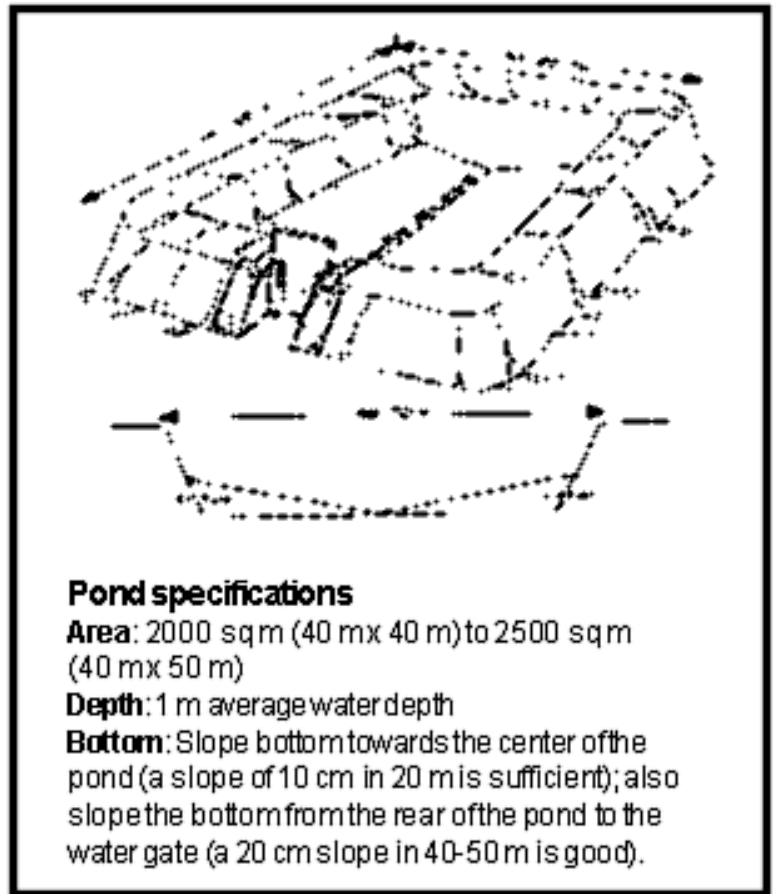 Pond specifications
Area: 2000 sq m (40 m x 40 m) to 2500 sq m
(40 m x 50 m)
Depth: 1 m average water depth
Bottom: Slope bottom towards the center of the
pond (a slope of 10 cm in 20 m is sufficient); also
slope the bottom from the rear of the pond to the
water gate (a 20 cm slope in 40-50 m is good).